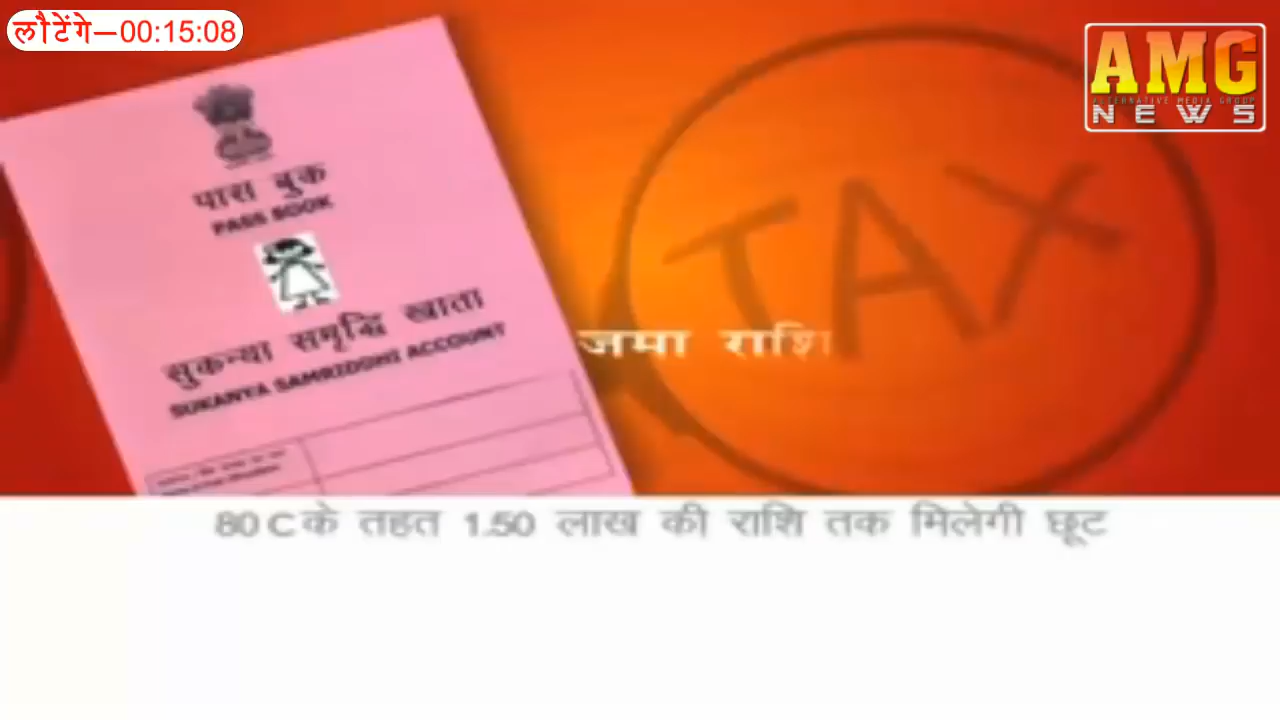 लौटेंगे–00:15:08
AMG
ALTERNATIVE MEDIA GROUP
NEWS
पास बुक
PASS BOOK
सुकन्या समृद्धि खाता
SUKANYA SAMRIDDHI ACCOUNT
TAX
जमा राशि
80 C के तहत 1.50 लाख की राशि तक मिलेगी छूट